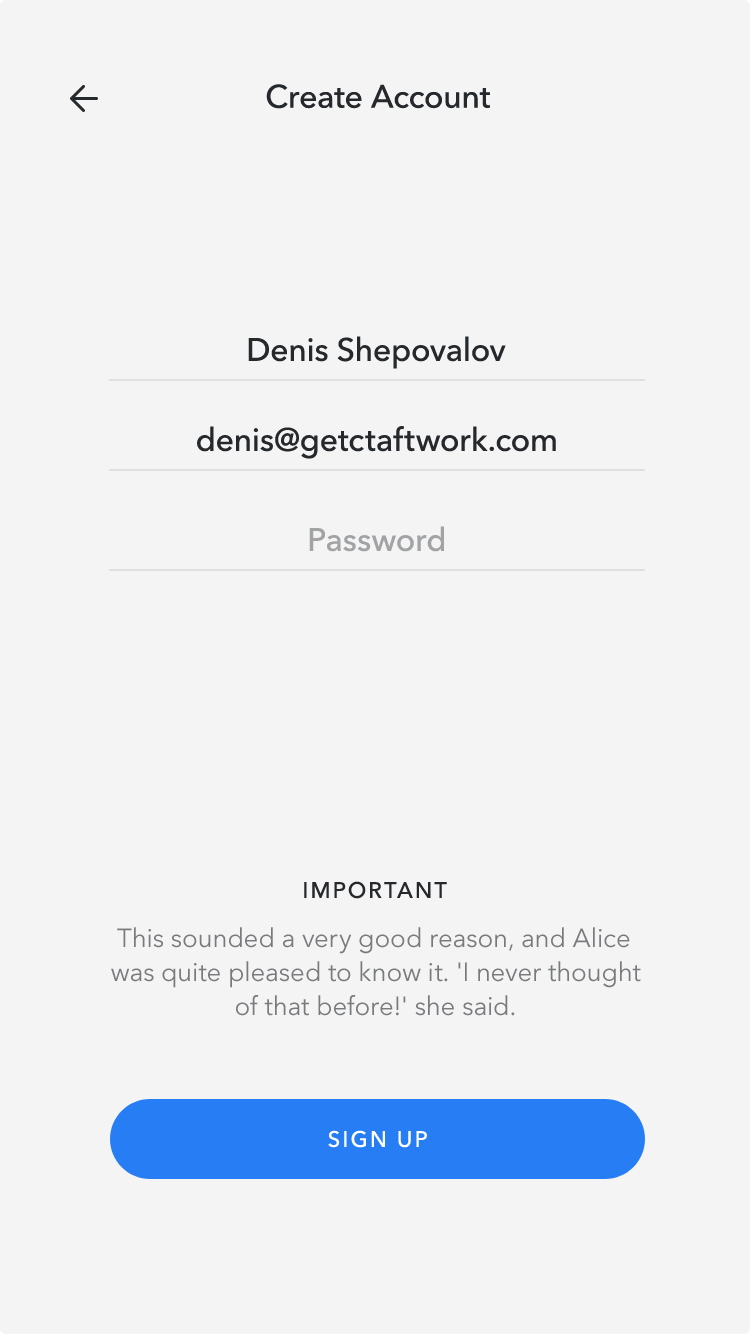 Create Account
Denis Shepovalov
denis@getctaftwork.com
Password
IMPORTANT
This sounded a very good reason, and Alice
was quite pleased to know it. 'I never thought
of that before!' she said.
SIGN UP